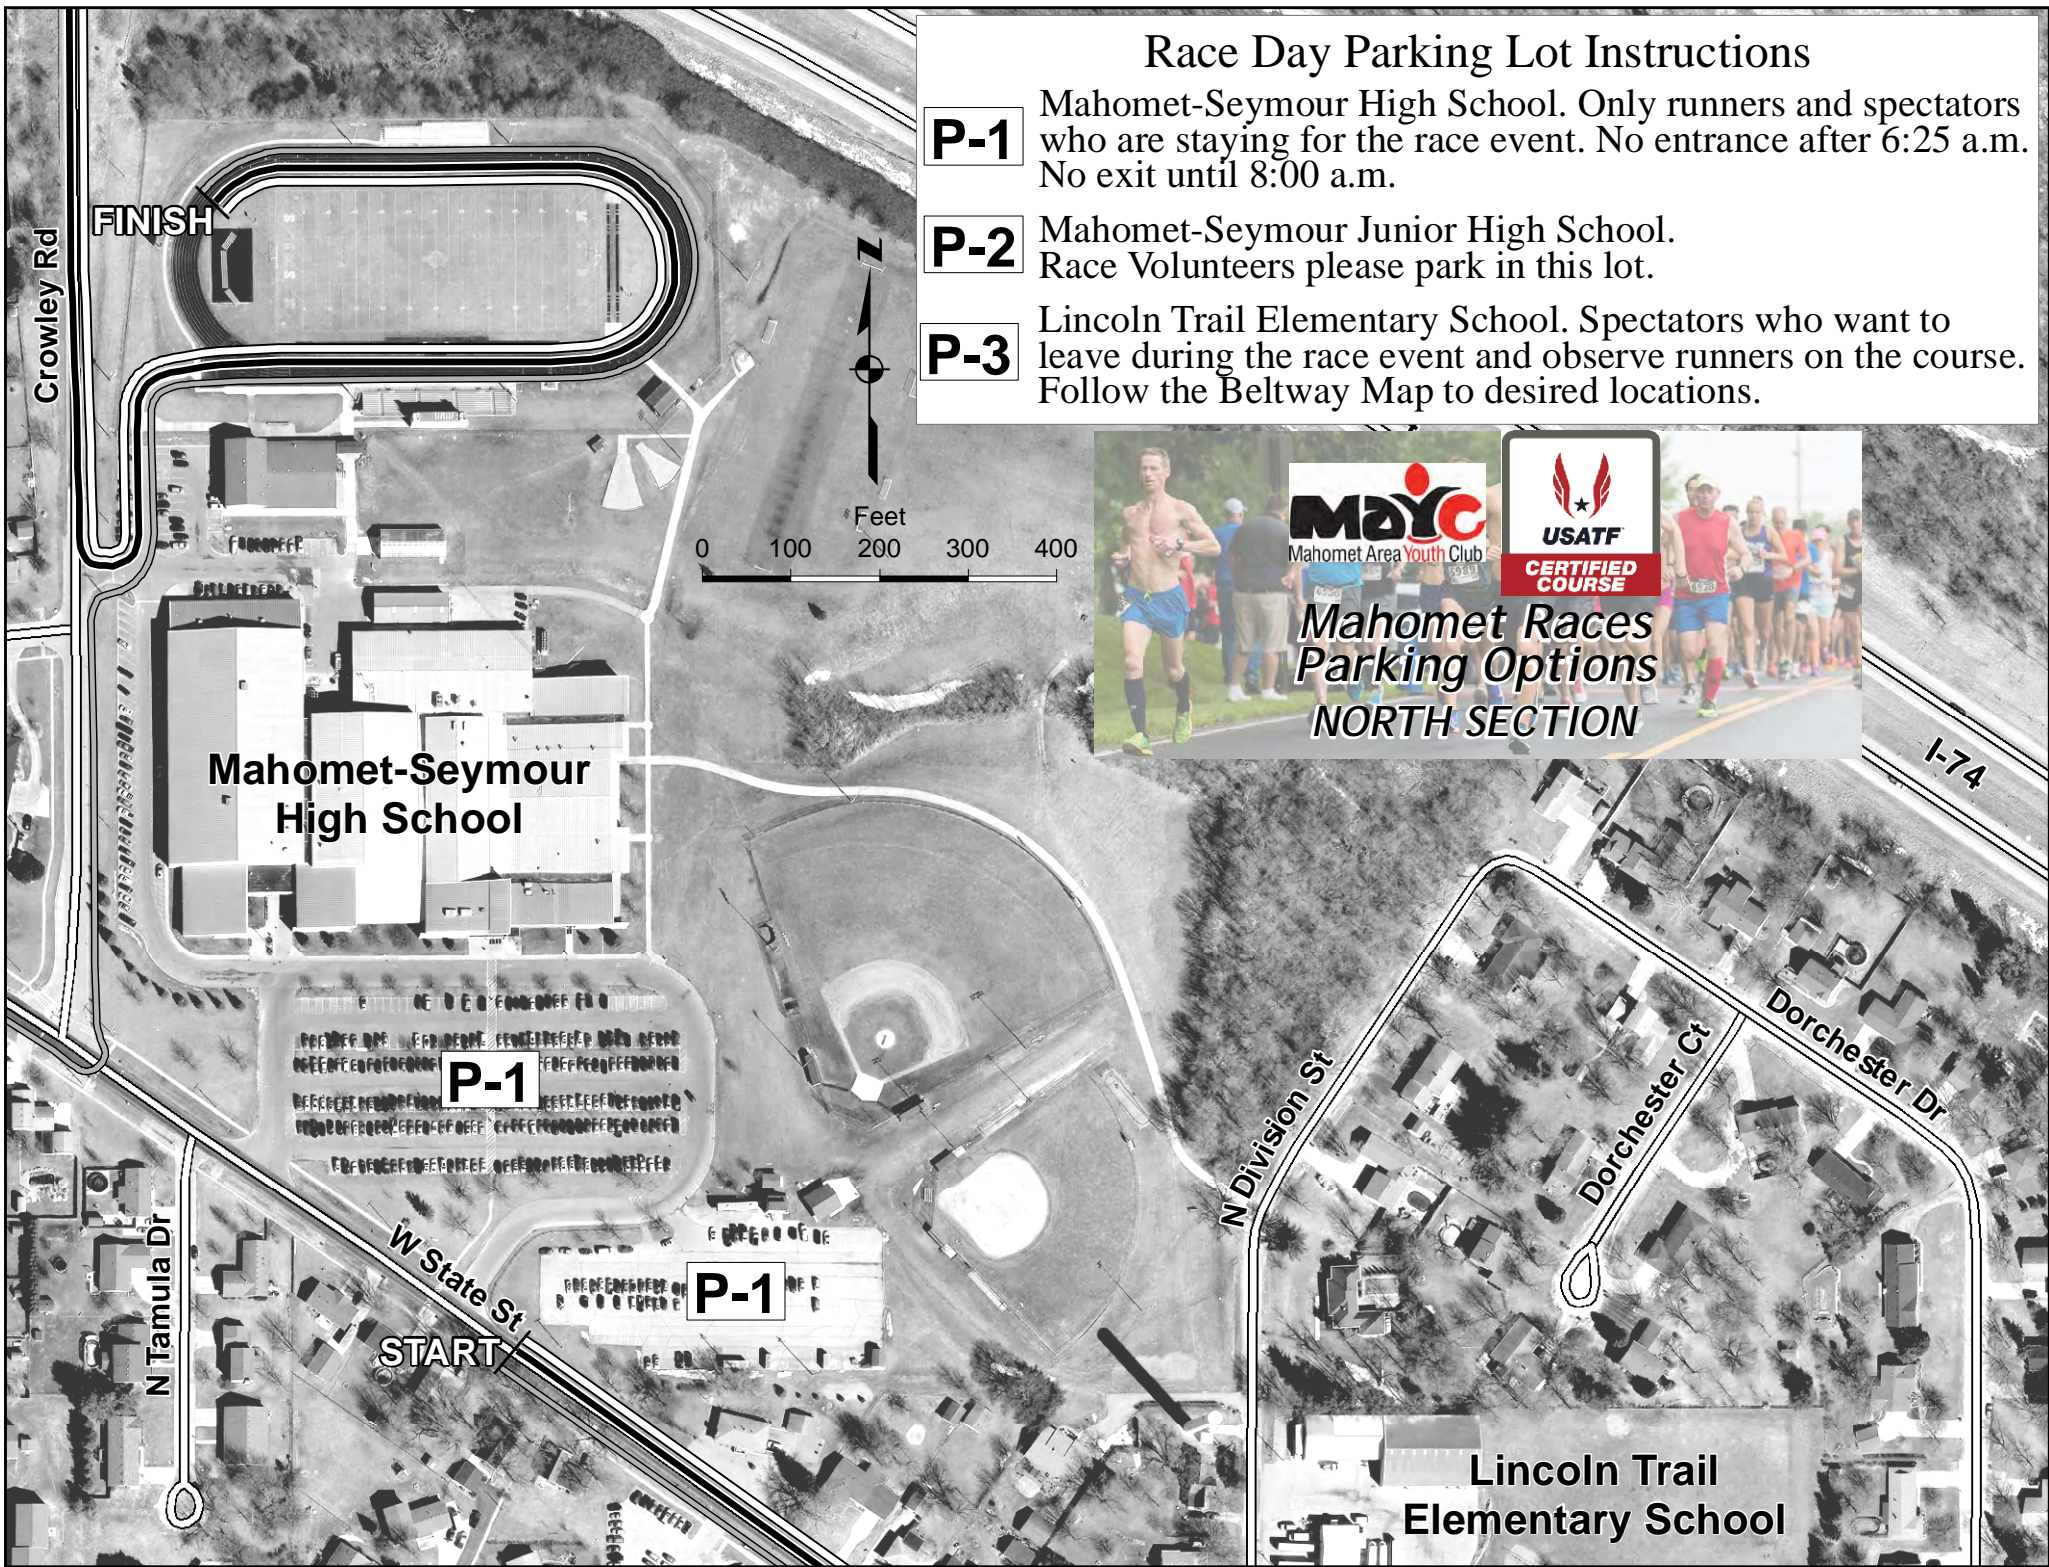 Race Day Parking Lot Instructions
P-1
Mahomet-Seymour High School. Only runners and spectators
who are staying for the race event. No entrance after 6:25 a.m.
No exit until 8:00 a.m.
P-2
Mahomet-Seymour Junior High School.
Race Volunteers please park in this lot.
P-3
Lincoln Trail Elementary School. Spectators who want to
leave during the race event and observe runners on the course.
Follow the Beltway Map to desired locations.
FINISH
Crowley Rd
N
Feet
0 100 200 300 400
MAYC
Mahomet Area Youth Club
USATF
CERTIFIED
COURSE
6989
Mahomet Races
Parking Options
NORTH SECTION
I-74
Mahomet-Seymour
High School
P-1
Dorchester Dr
Dorchester Ct
N Division St
N Tamula Dr
W State St
P-1
START
Lincoln Trail
Elementary School